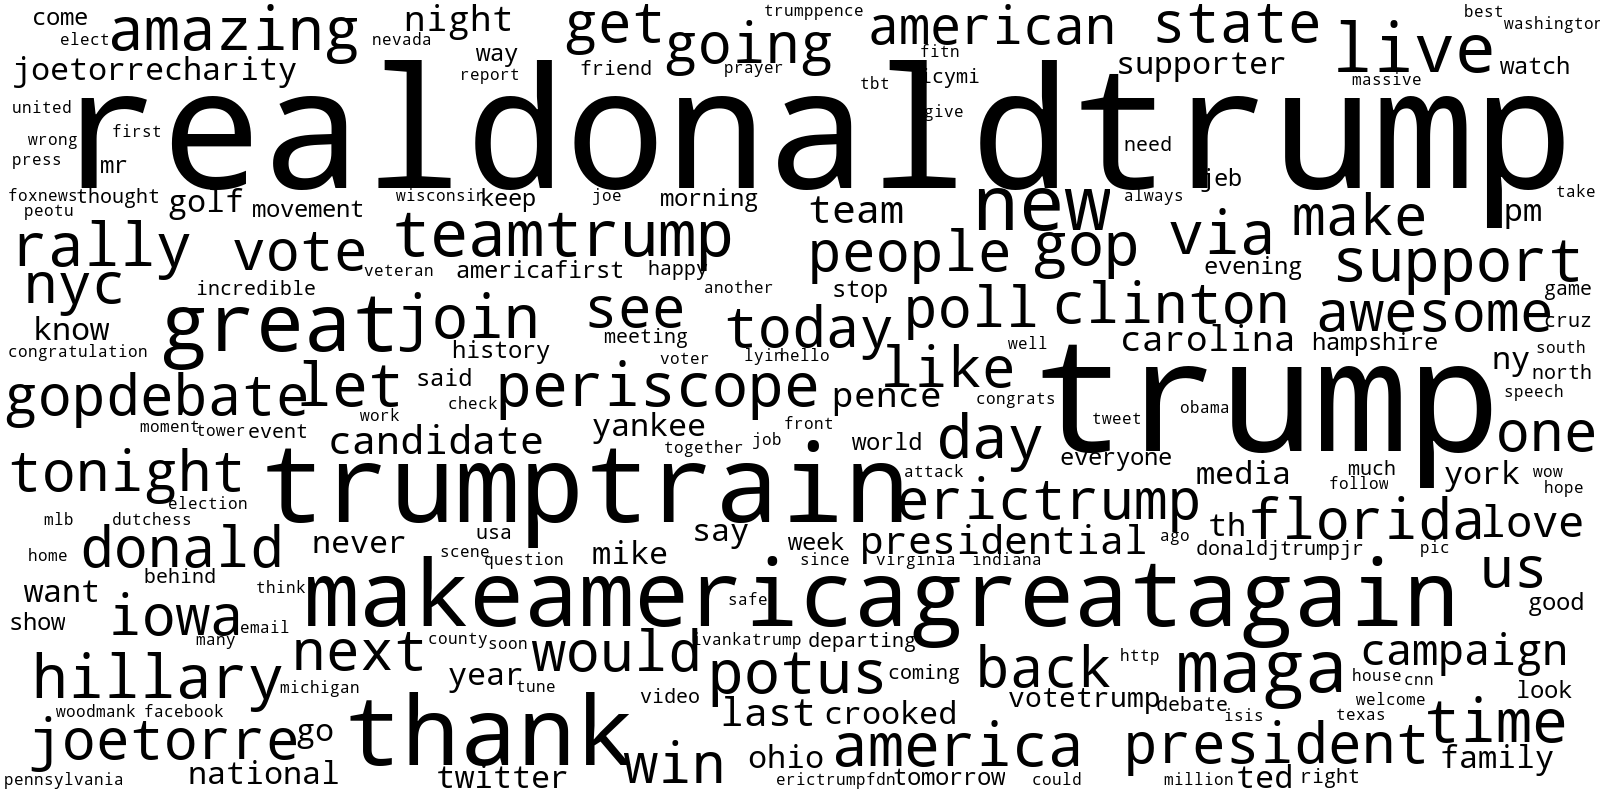 come
amazing
night
get
trumppence
american
state
best
washington
elect
nevada
way
going
fitn
live
joetorrecharity
report
friend
prayer
tbt
icymi
supporter
massive
watch
united
realdonaldtrump
give
wrong
first
need
press
mr
jeb
foxnews
thought
golf
movement
wisconsin
keep
joe
morning
team
new
always
make
pm
take
peotu
rally
vote
teamtrump
people
gop
via
support
nyc
veteran
americafirst
happy
evening
incredible
see
another
stop
poll
clinton
awesome
game
cruz
know
great
join
meeting
today
carolina
hampshire
congratulation
history
voter
lyin
hello
like
well
ny
south
north
gopdebate
let
said
periscope
pence
congrats
trump
speech
check
work
tweet
obama
moment
tower
event
candidate
yankee
front
together
job
world
day
everyone
one
tonight
trumptrain
attack
media
much
follow
york
wow
hope
election
erictrump
mlb
dutchess
usa
say
th
florida
love
home
donald
never
scene
question
mike
week
since
presidential
virginia
indiana
ago
donaldjtrumpjr
pic
us
want
behind
think
makeamericagreatagain
safe
good
show
iowa
many
email
county
soon
ivankatrump
departing
next
would
campaign
hillary
michigan
year
tune
video
potus
coming
back
http
maga
house
cnn
look
woodmank
facebook
last
crooked
votetrump
debate
isis
welcome
texas
time
joetorre
go
thank
win
ohio
america
president
family
pennsylvania
national
twitter
erictrumpfdn
tomorrow
could
million
ted
right